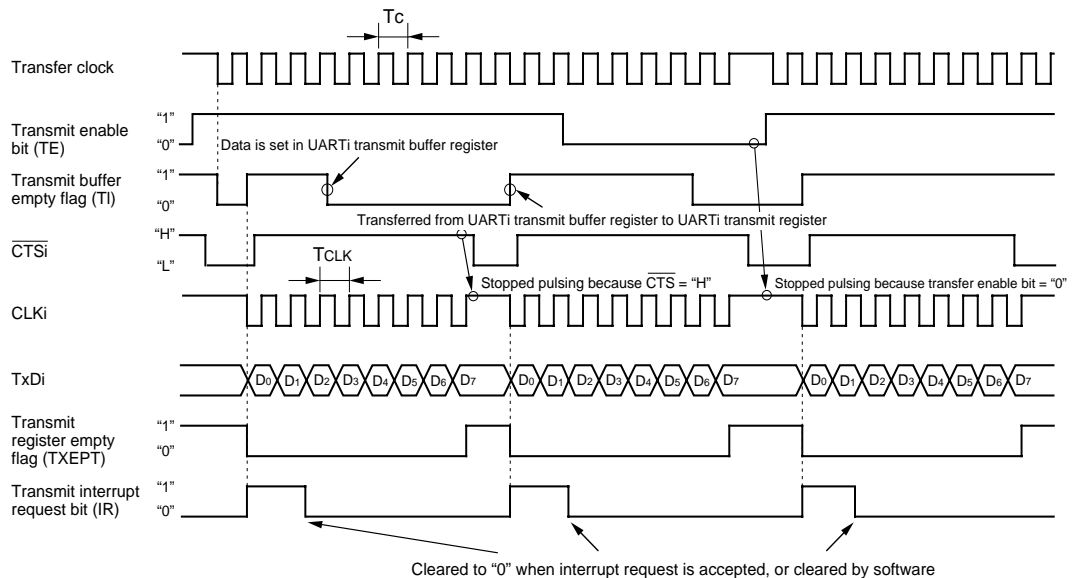 Tc
Transfer clock
Transmit enable
bit (TE)
“1”
“0”
Data is set in UARTi transmit buffer register
Transmit buffer
empty flag (TI)
“1”
“0”
Transferred from UARTi transmit buffer register to UARTi transmit register
CTSi
“H”
“L”
TCLK
Stopped pulsing because CTS = “H”
Stopped pulsing because transfer enable bit = “0”
CLKi
TxDi
D0 D1 D2 D3 D4 D5 D6 D7
D0 D1 D2 D3 D4 D5 D6 D7
D0 D1 D2 D3 D4 D5 D6 D7
Transmit
register empty
flag (TXEPT)
“1”
“0”
Transmit interrupt
request bit (IR)
“1”
“0”
Cleared to “0” when interrupt request is accepted, or cleared by software